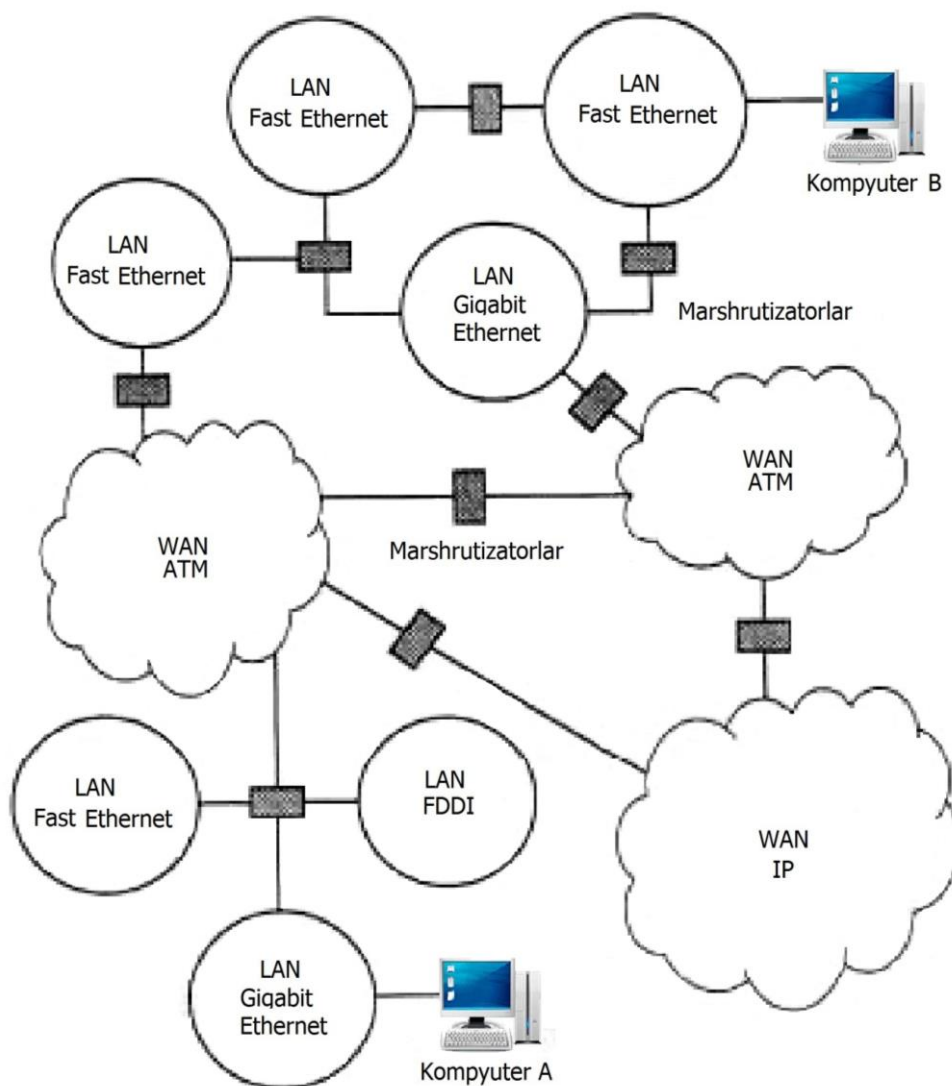 LAN
Fast Ethernet
LAN
Fast Ethernet
Kompyuter B
LAN
Fast Ethernet
LAN
Gigabit
Ethernet
Marshrutizatorlar
WAN
ATM
WAN
ATM
Marshrutizatorlar
LAN
Fast Ethernet
LAN
FDDI
WAN
IP
LAN
Gigabit
Ethernet
Kompyuter A